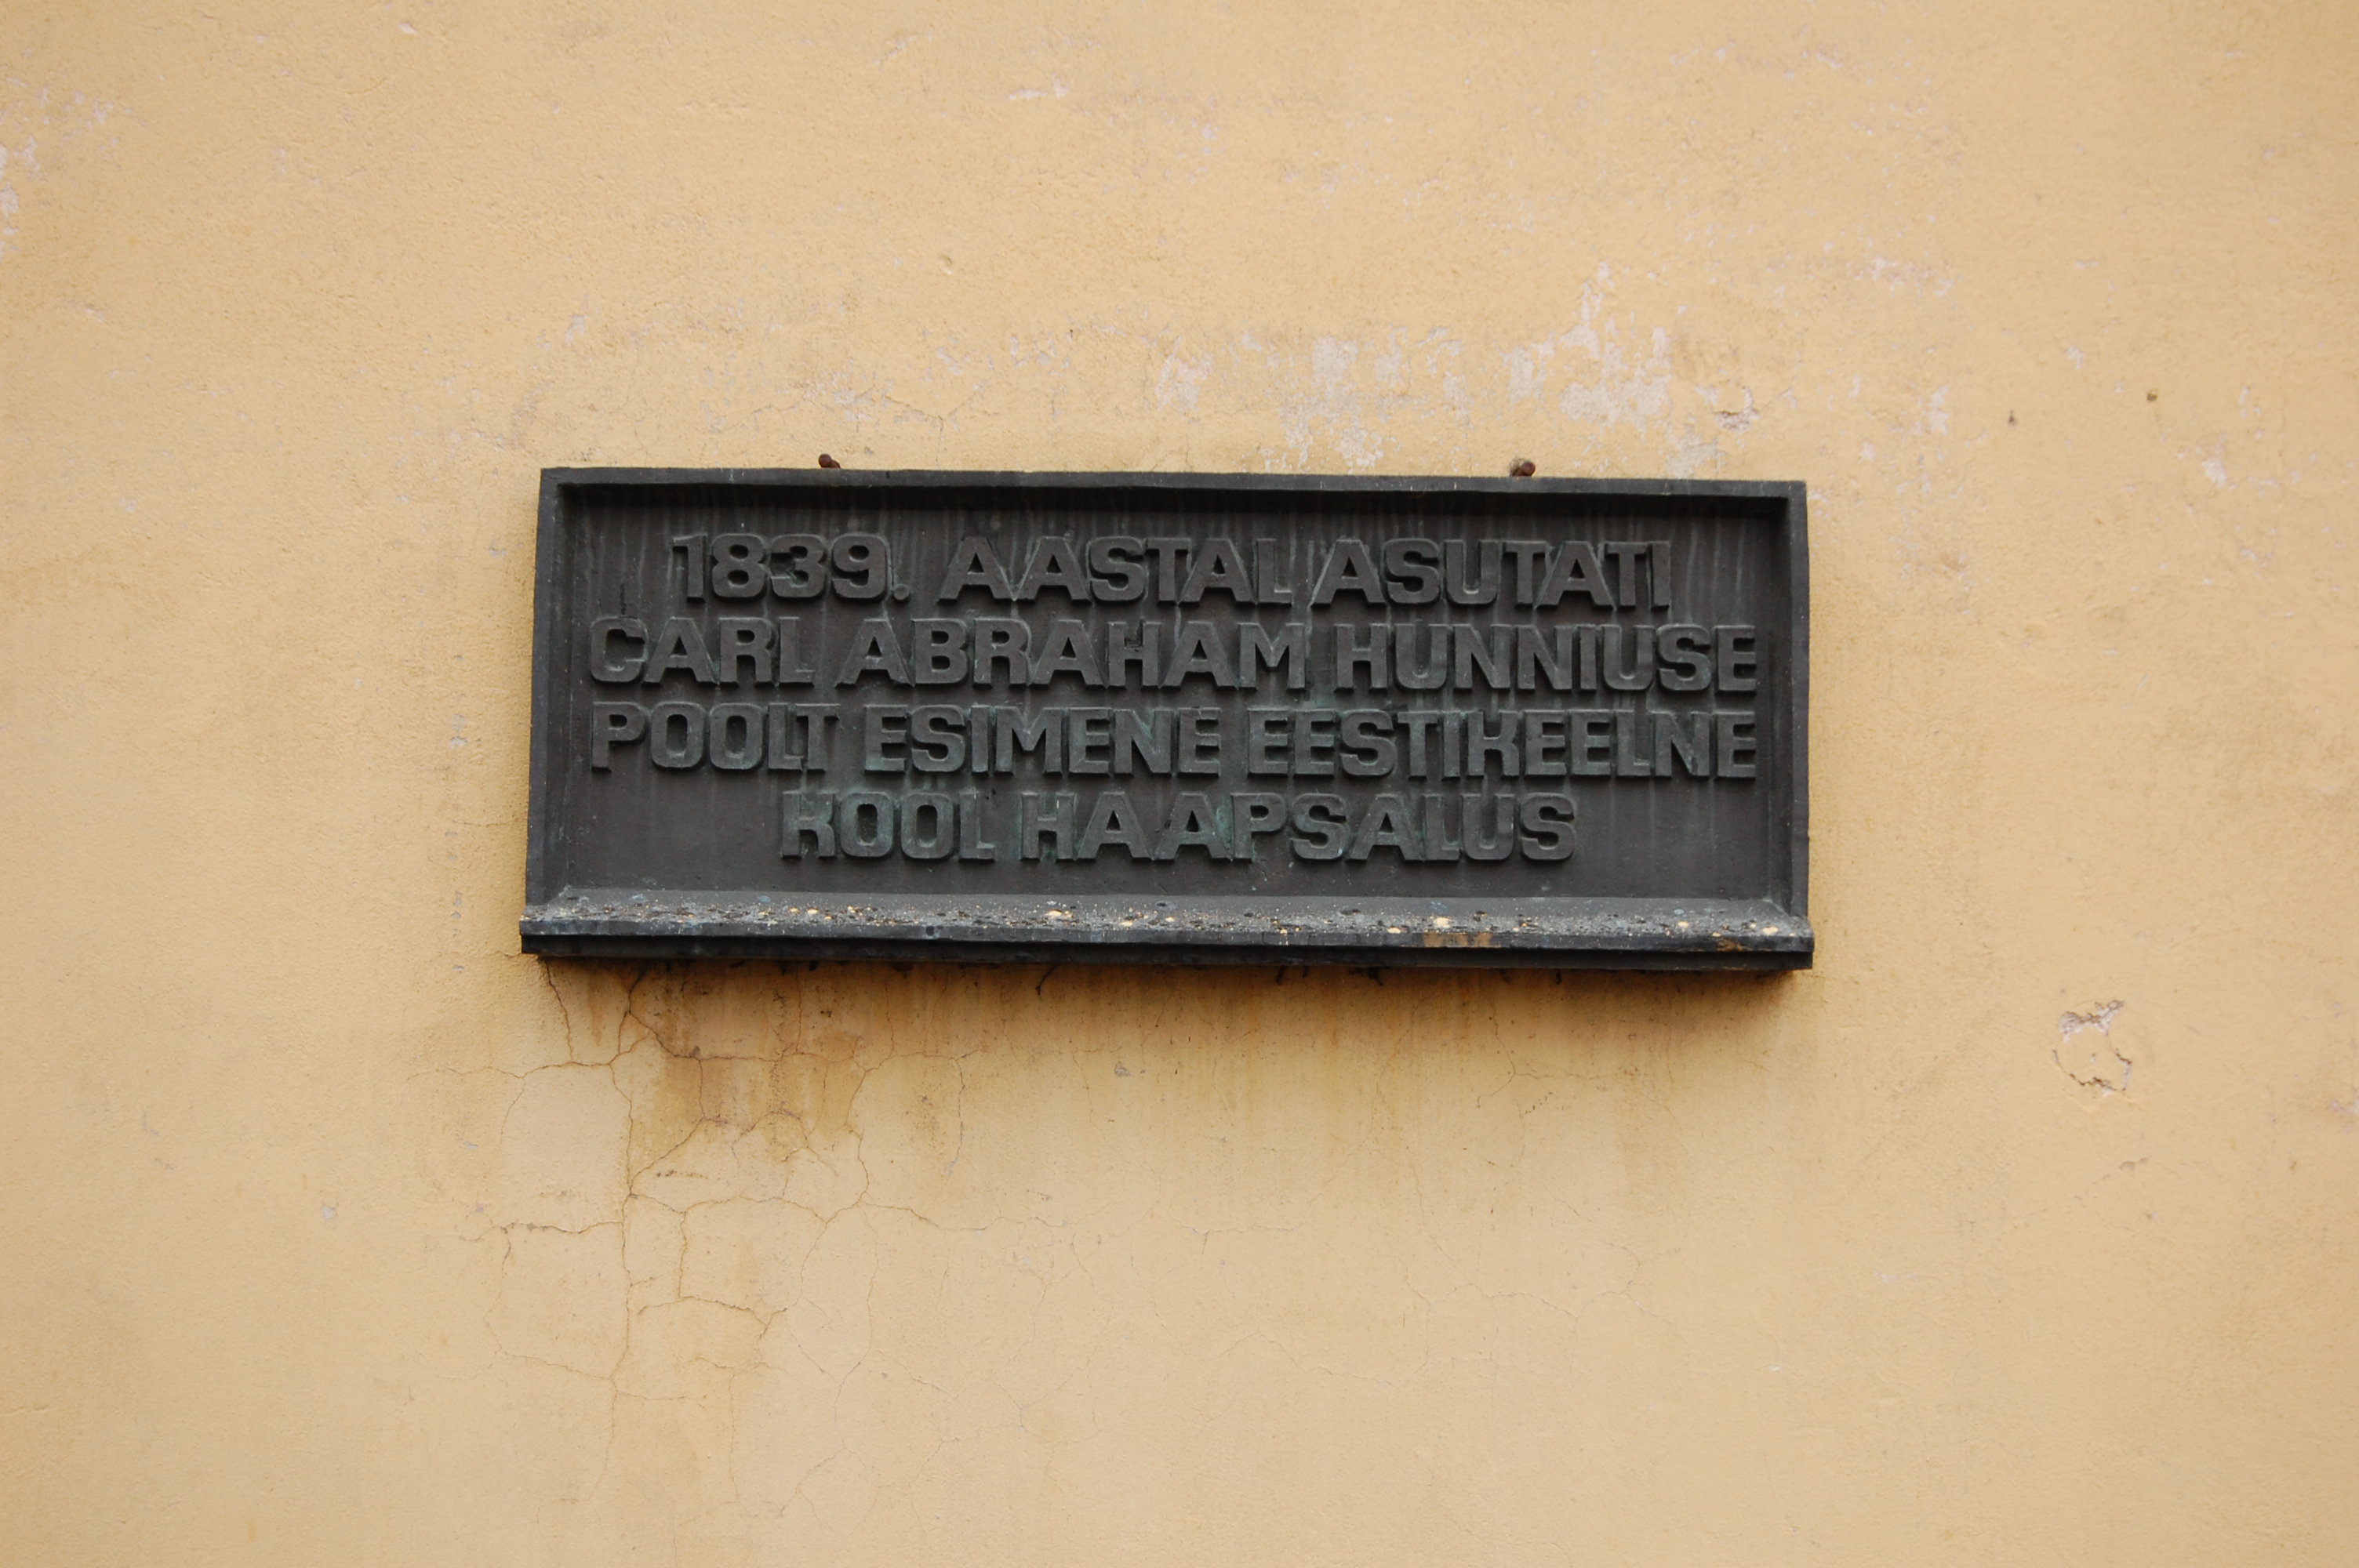 1839. AASTAL ASUTATI
CARL ABRAHAM HUNNIUSE
POOLT ESIMENE EESTIKEELNE
KOOL HAAPSALUS